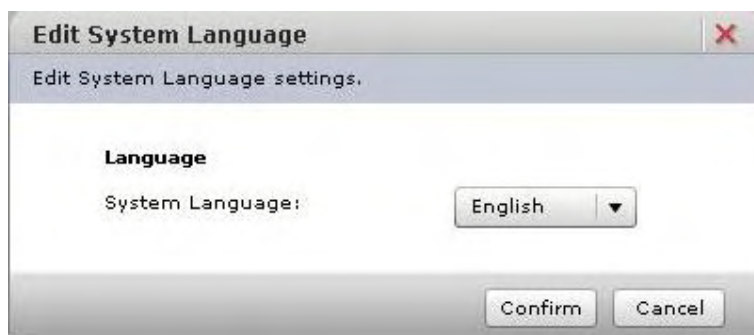 Edit System Language
Edit System Language settings.
Language
System Language: English
Confirm Cancel